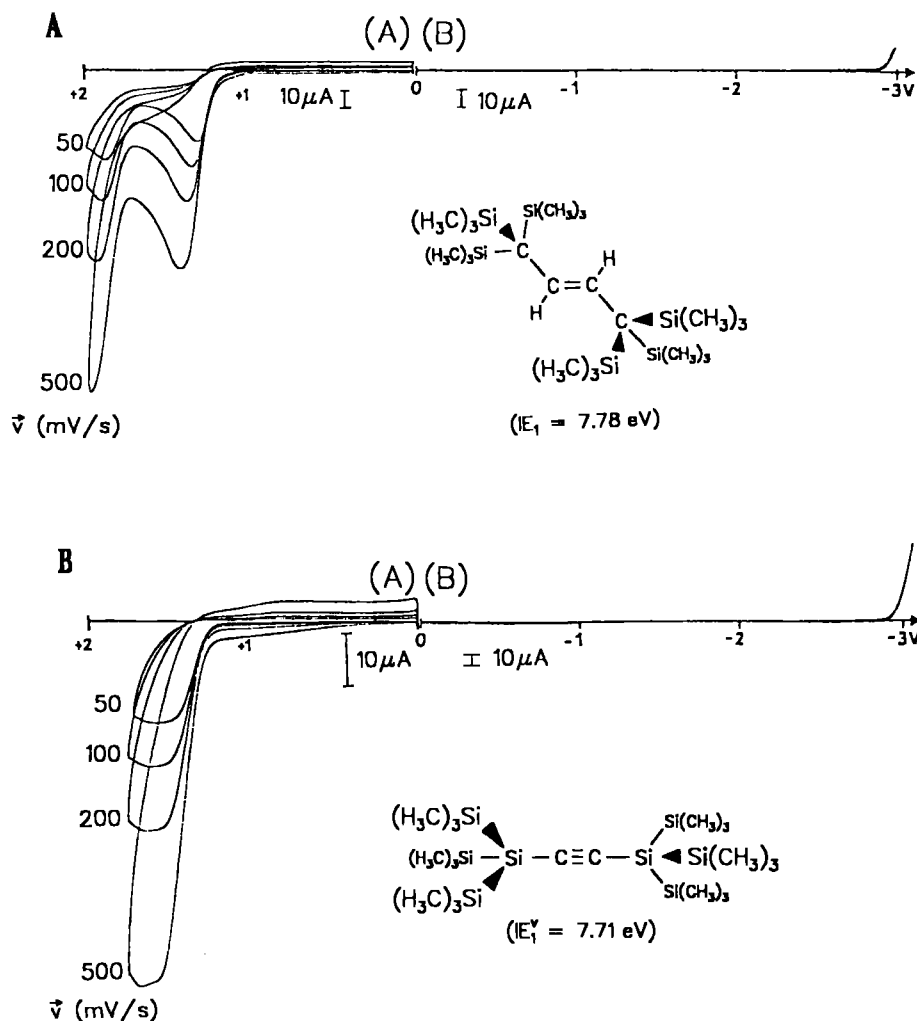 A
(A) (B)
+2 +1 0 -1 -2 -3V
10μA 10μA
50
100
200
500
v⃗ (mV/s)
(H₃C)₃Si Si(CH₃)₃
(H₃C)₃Si C H
C=C
H C Si(CH₃)₃
(H₃C)₃Si Si(CH₃)₃
(IE₁ = 7.78 eV)
B
(A) (B)
+2 +1 0 -1 -2 -3V
10μA 10μA
50
100
200
500
v⃗ (mV/s)
(H₃C)₃Si Si(CH₃)₃
(H₃C)₃Si Si C≡C Si Si(CH₃)₃
(H₃C)₃Si Si(CH₃)₃
(IE₁ᵛ = 7.71 eV)